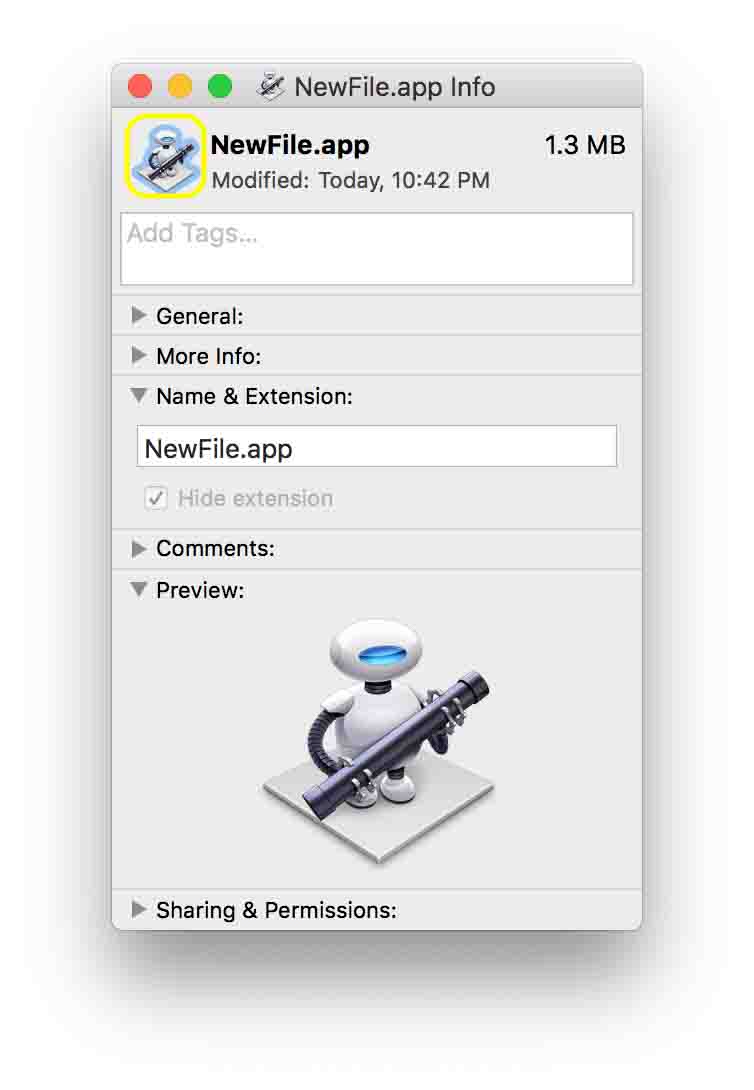 NewFile.app Info
NewFile.app 1.3 MB
Modified: Today, 10:42 PM
Add Tags...
General:
More Info:
Name & Extension:
NewFile.app
Hide extension
Comments:
Preview:
Sharing & Permissions: